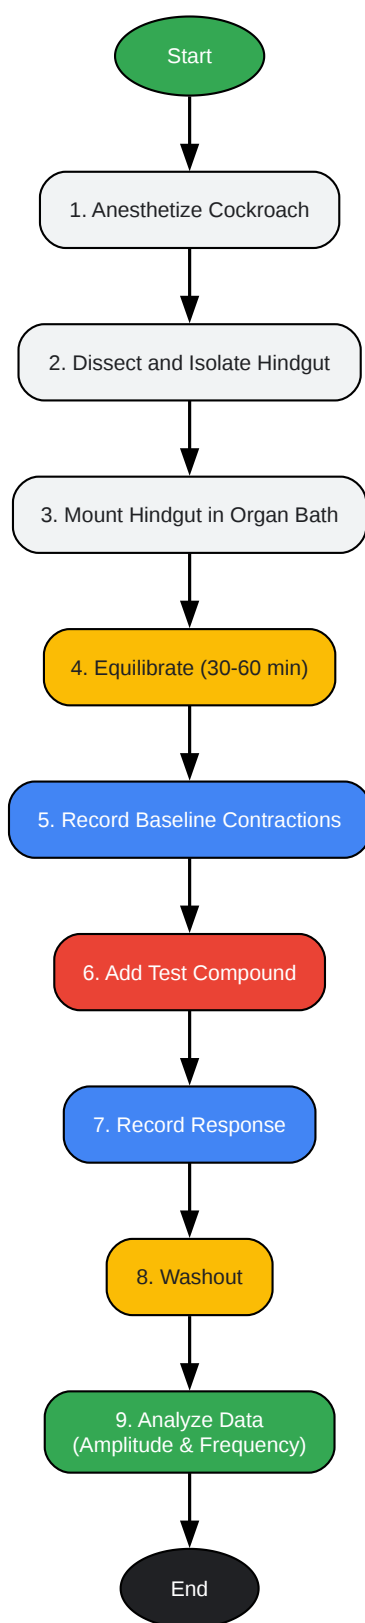 Start
1. Anesthetize Cockroach
2. Dissect and Isolate Hindgut
3. Mount Hindgut in Organ Bath
4. Equilibrate (30-60 min)
5. Record Baseline Contractions
6. Add Test Compound
7. Record Response
8. Washout
9. Analyze Data
(Amplitude & Frequency)
End